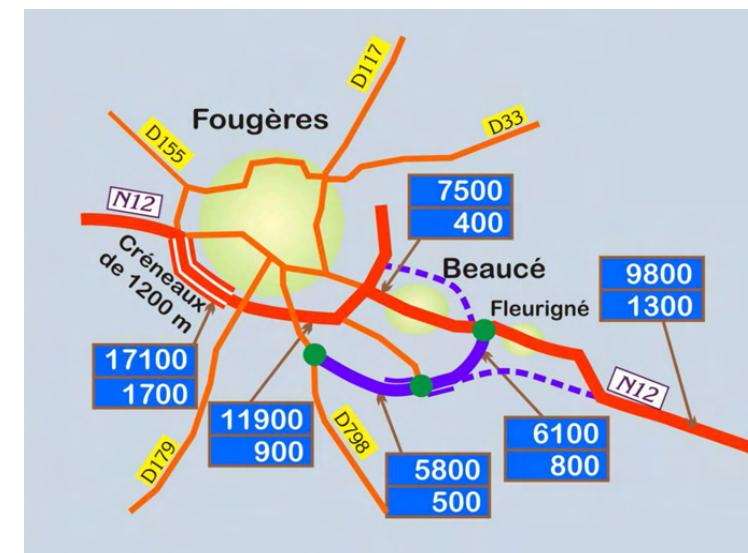 D117
Fougères
D33
D155
N12
7500
400
Créneaux
de 1200 m
Beaucé
9800
1300
Fleurigné
17100
1700
N12
11900
900
D798
6100
800
D179
5800
500